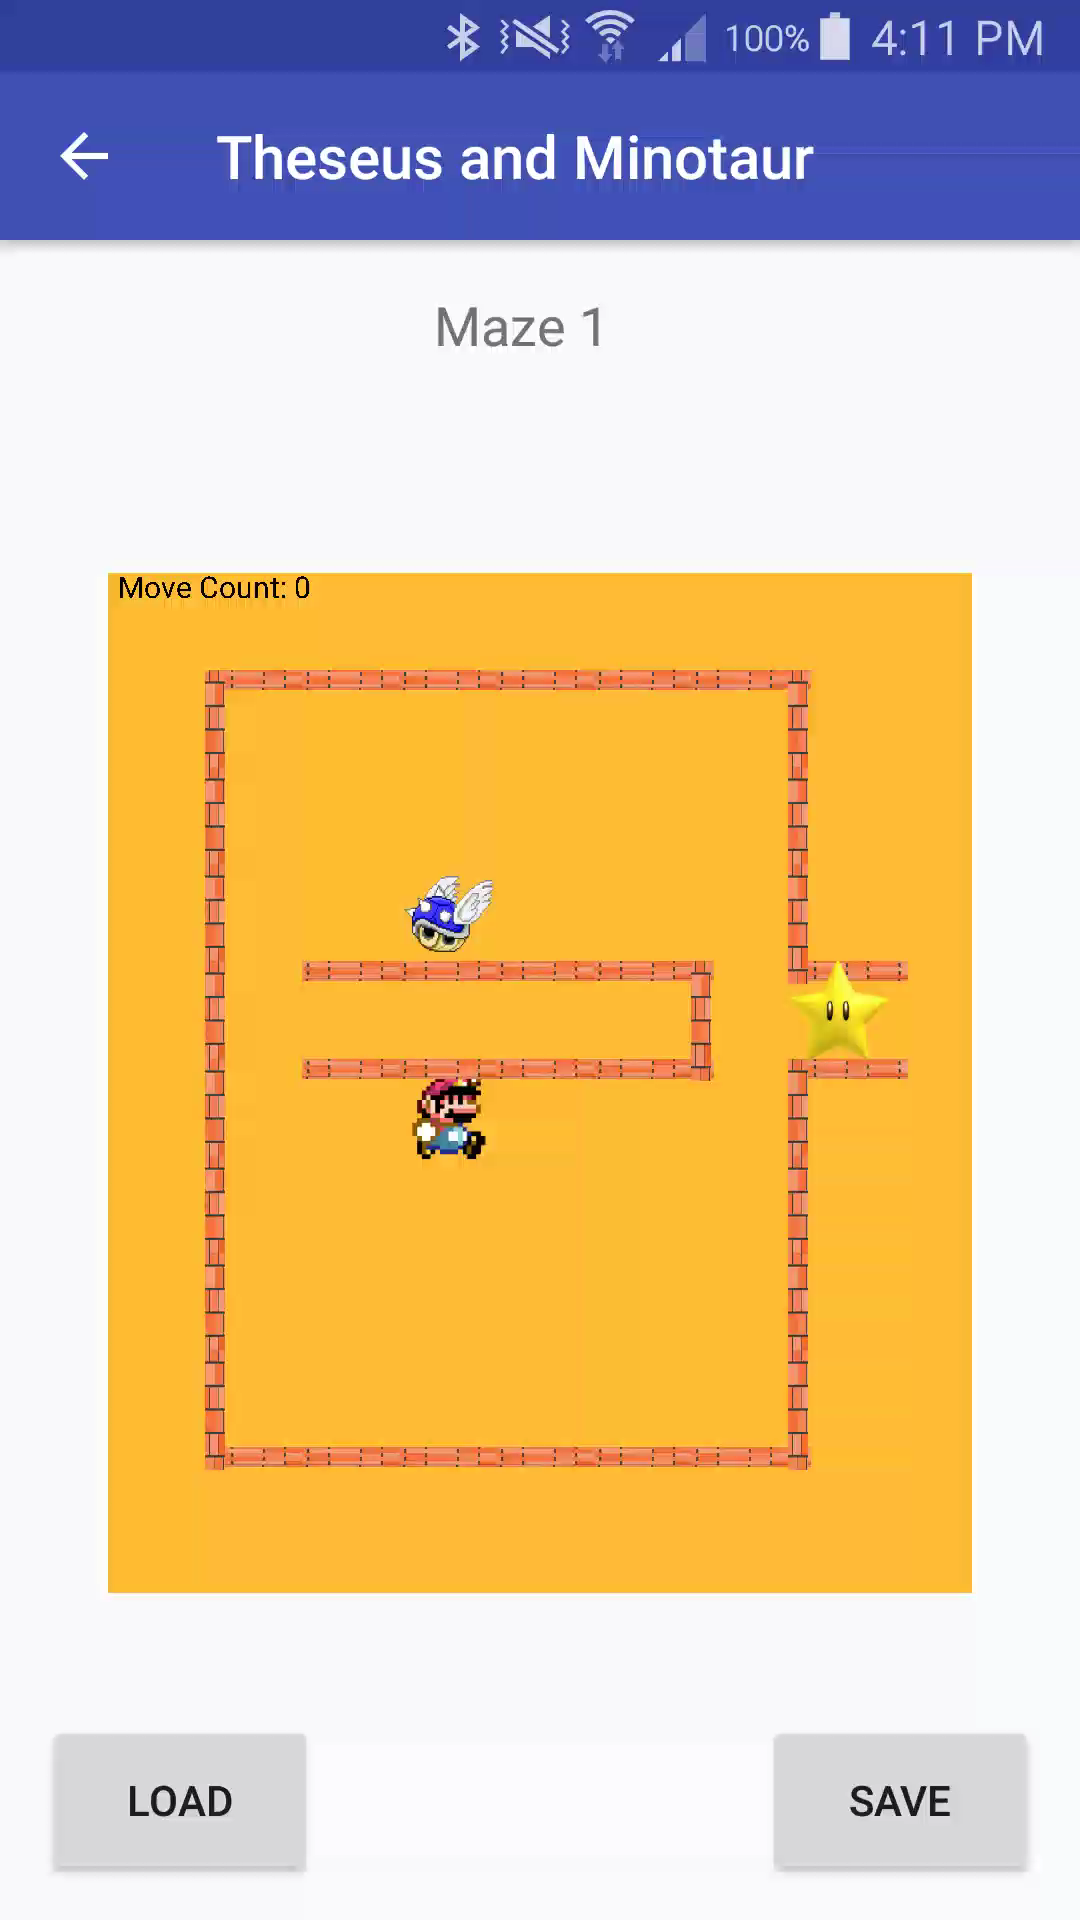 100% 4:11 PM
Theseus and Minotaur
Maze 1
Move Count: 0
LOAD
SAVE